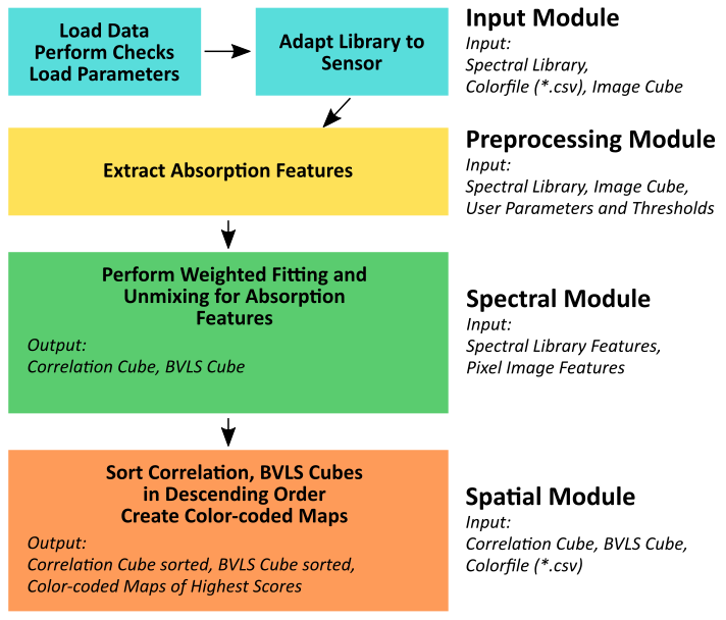 Load Data
Perform Checks
Load Parameters
Adapt Library to
Sensor
Input Module
Input:
Spectral Library,
Colorfile (*.csv), Image Cube
Extract Absorption Features
Preprocessing Module
Input:
Spectral Library, Image Cube,
User Parameters and Thresholds
Perform Weighted Fitting and
Unmixing for Absorption
Features
Output:
Correlation Cube, BVLS Cube
Spectral Module
Input:
Spectral Library Features,
Pixel Image Features
Sort Correlation, BVLS Cubes
in Descending Order
Create Color-coded Maps
Output:
Correlation Cube sorted, BVLS Cube sorted,
Color-coded Maps of Highest Scores
Spatial Module
Input:
Correlation Cube, BVLS Cube,
Colorfile (*.csv)